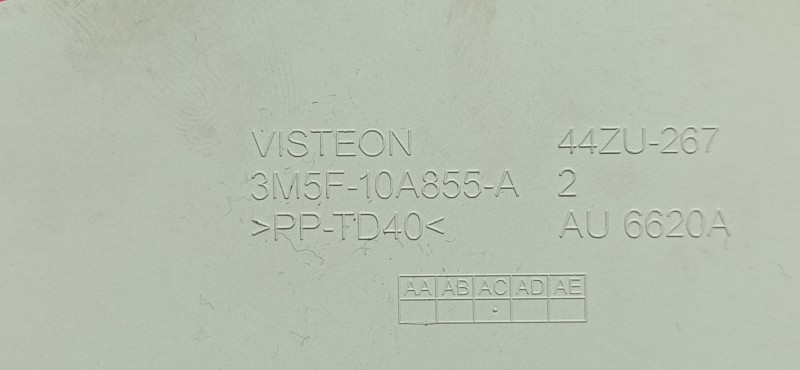 VISTEON 44ZU-267
3M5F-10A855-A 2
>PP-TD40< AU 6620A
AA AB AC AD AE